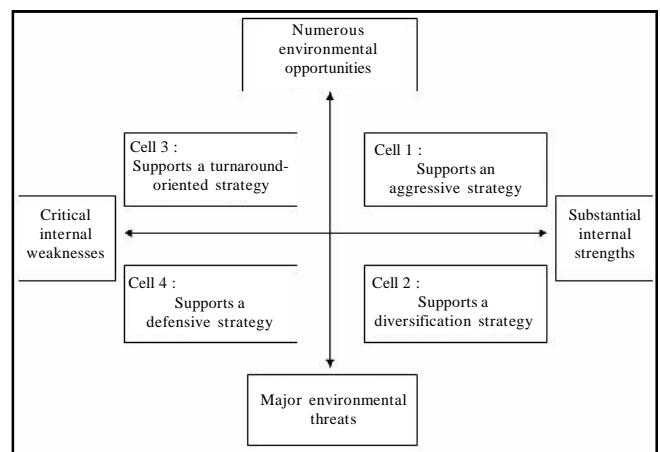 Numerous
environmental
opportunities
Cell 3 :
Supports a turnaround-
oriented strategy
Cell 1 :
Supports an
aggressive strategy
Critical
internal
weaknesses
Substantial
internal
strengths
Cell 4 :
Supports a
defensive strategy
Cell 2 :
Supports a
diversification strategy
Major environmental
threats